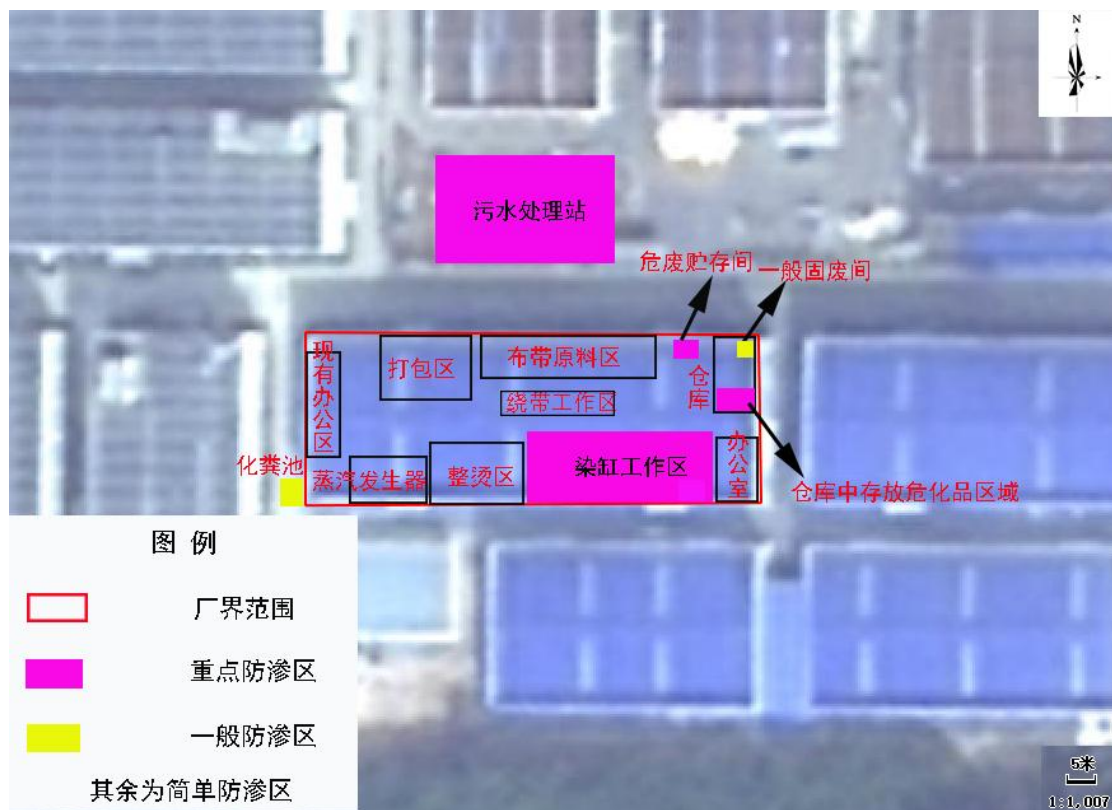 N
污水处理站
危废贮存间
一般固废间
现有办公区
打包区
布带原料区
仓库
绕带工作区
化粪池
蒸汽发生器
整烫区
染缸工作区
办公室
仓库中存放危化品区域
图 例
厂界范围
重点防渗区
一般防渗区
其余为简单防渗区
5米
1:1,007